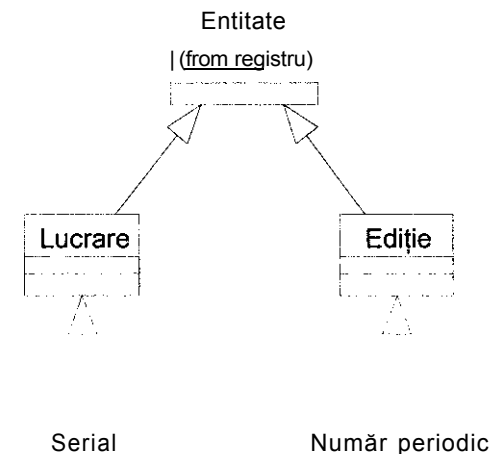 Entitate
| (from registru)
Lucrare
Ediție
Serial
Număr periodic